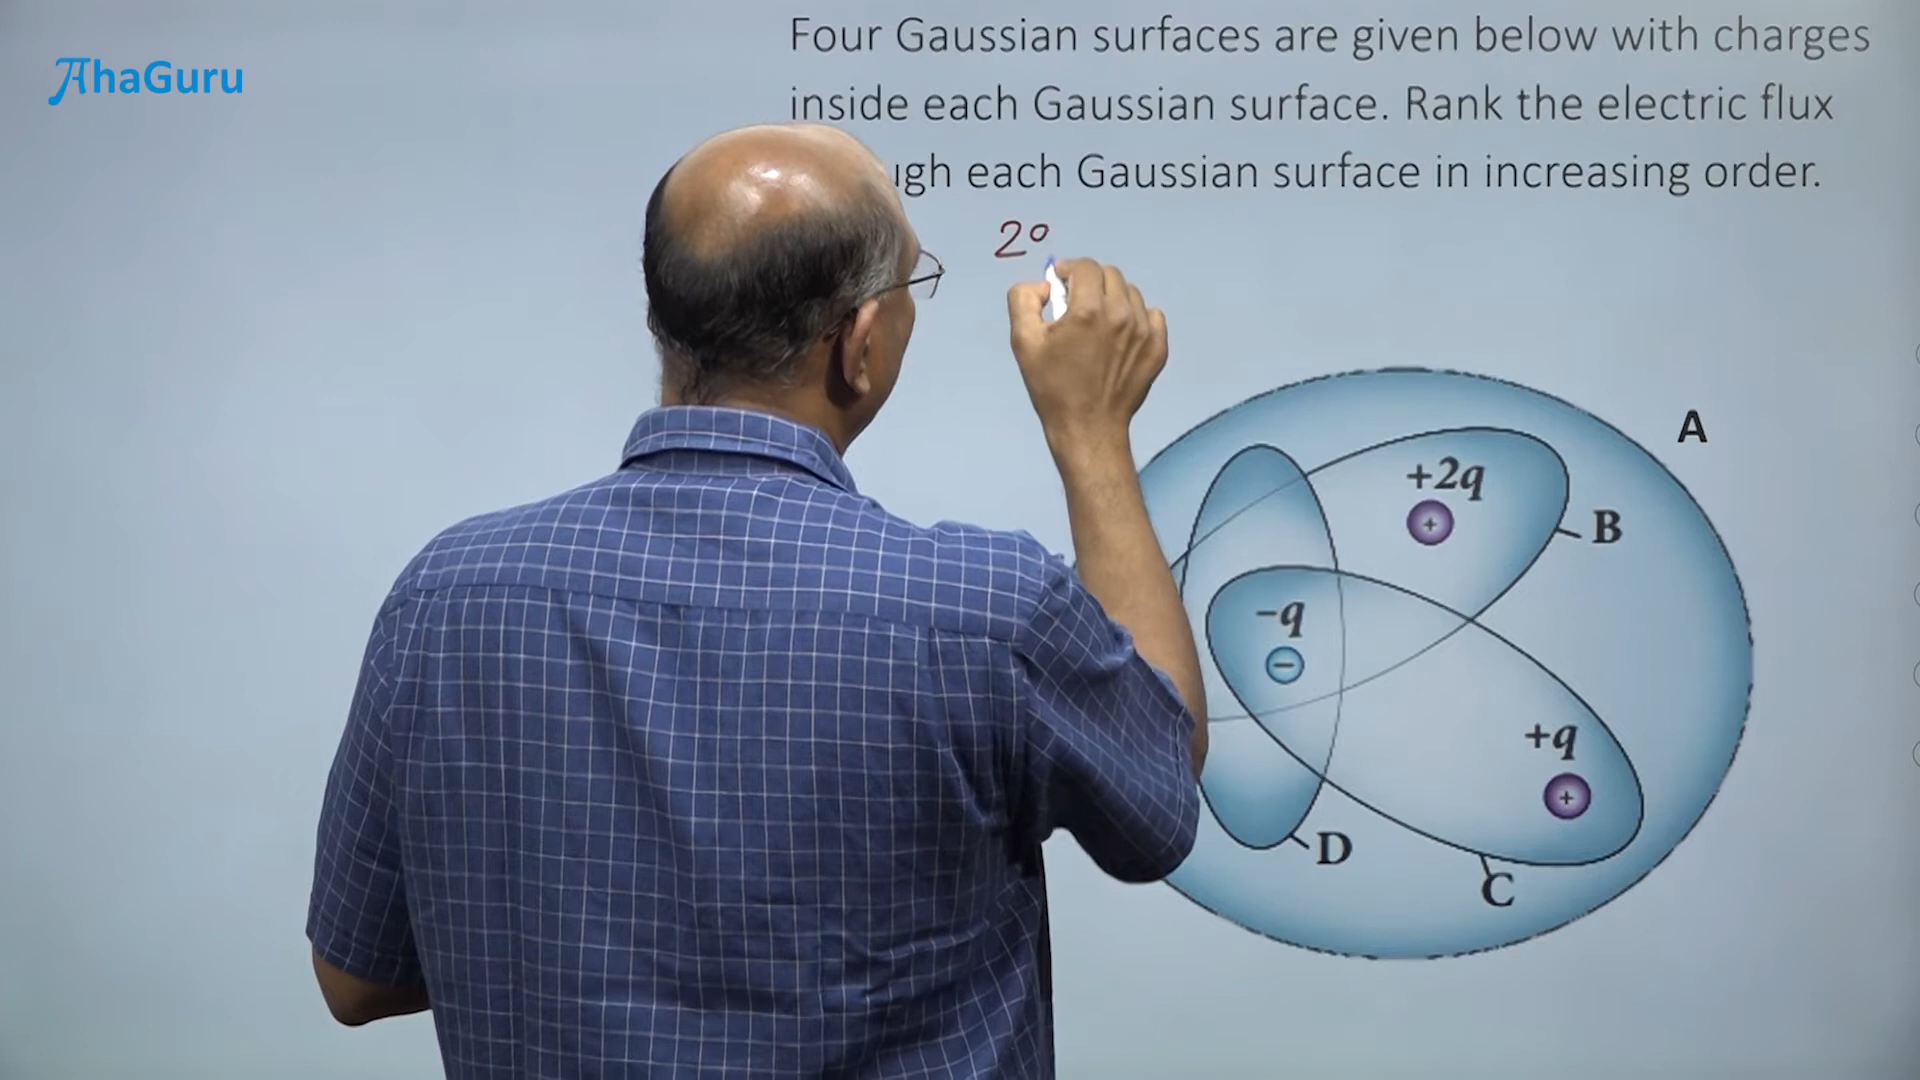 AhaGuru
Four Gaussian surfaces are given below with charges
inside each Gaussian surface. Rank the electric flux
ugh each Gaussian surface in increasing order.
2
A
+2q
+
B
-q
−
+q
+
D
C